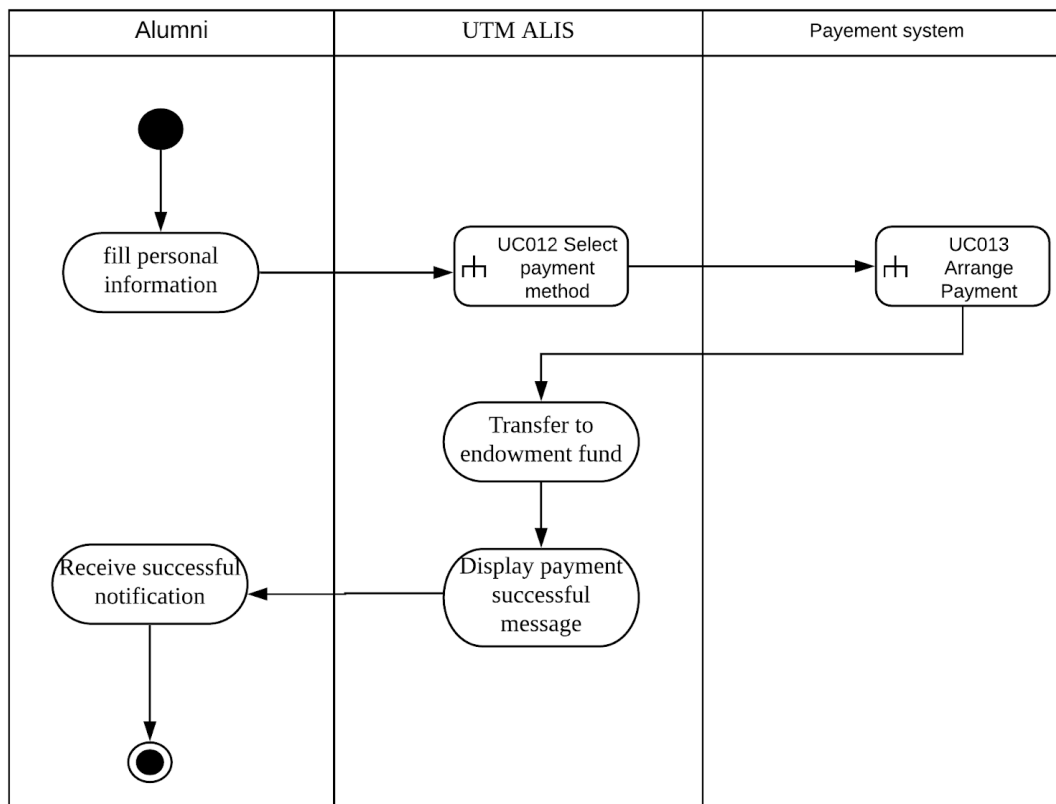 Alumni
UTM ALIS
Payement system
fill personal
information
UC012 Select
payment
method
UC013
Arrange
Payment
Transfer to
endowment fund
Receive successful
notification
Display payment
successful
message